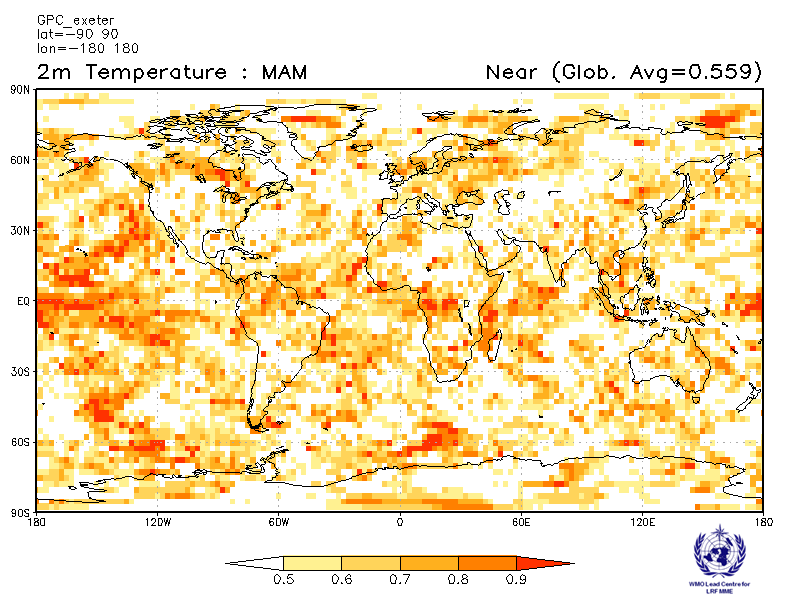 GPC_exeter
lat=-90 90
lon=-180 180
2m Temperature : MAM Near (Glob. Avg=0.559)
90N
60N
30N
EQ
30S
60S
90S
180 120W 60W 0 60E 120E 180
0.5 0.6 0.7 0.8 0.9
WMO Lead Centre for
LRF MME